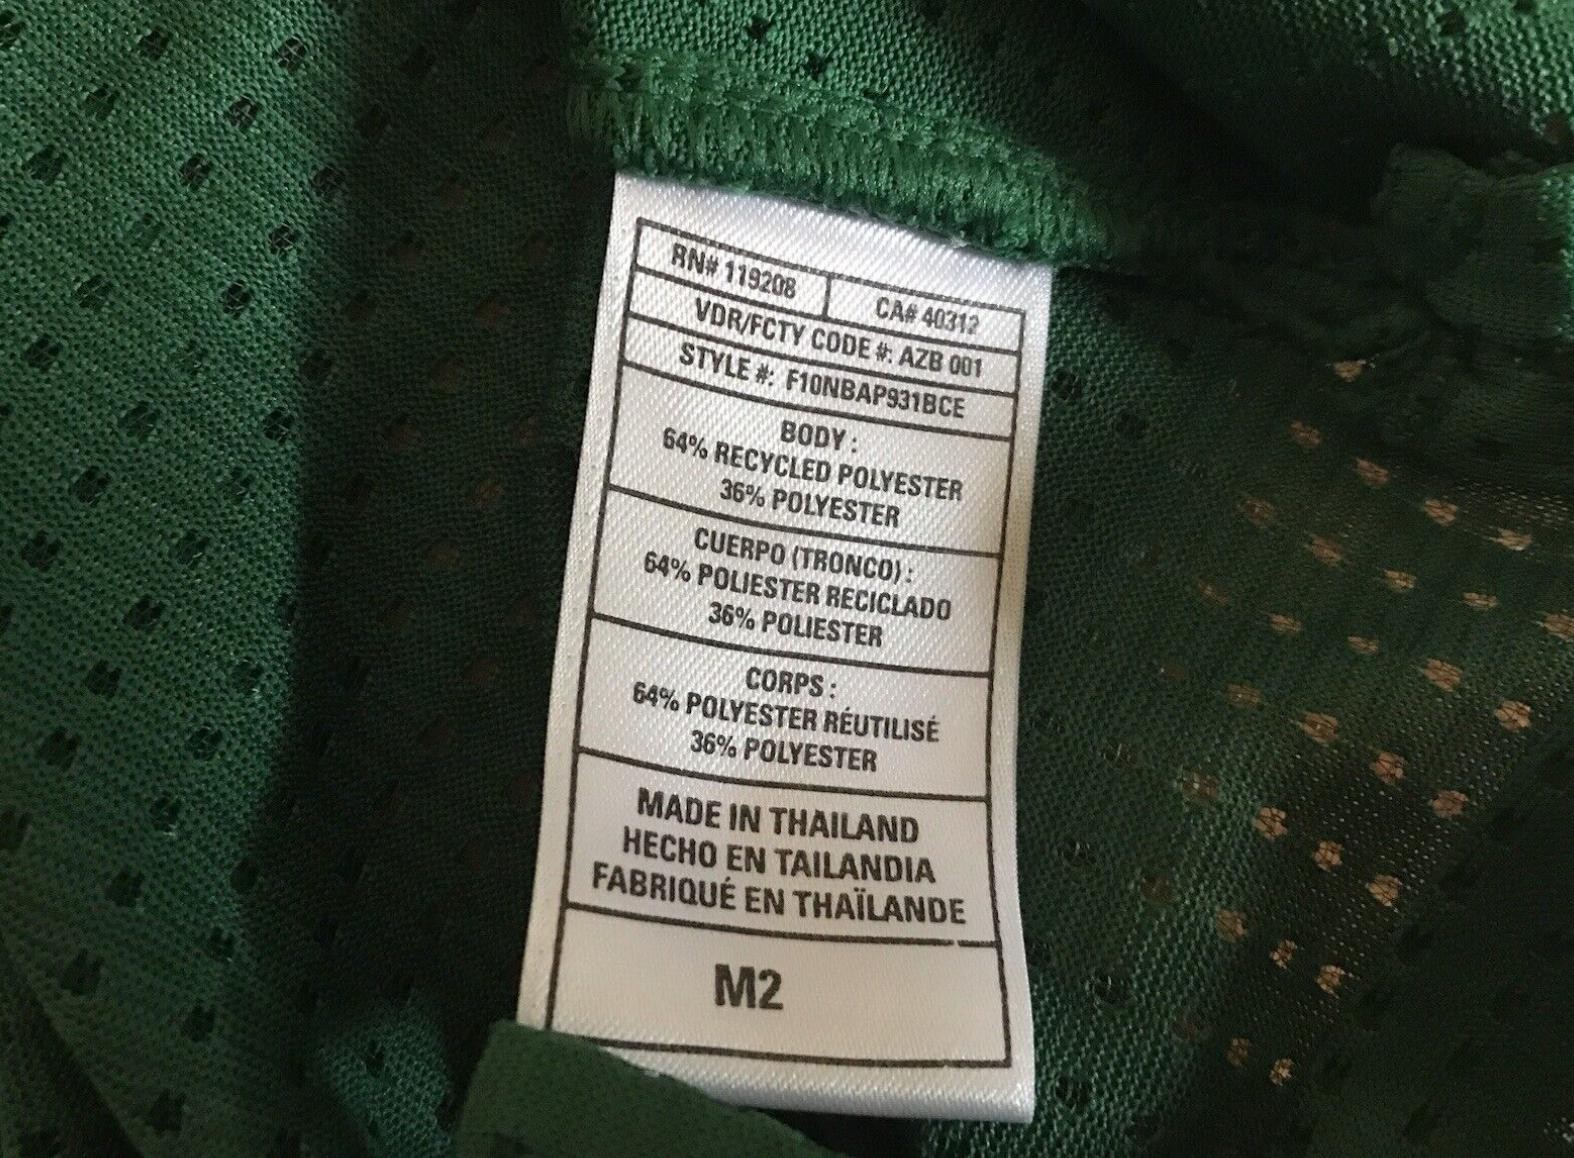 RN# 119208 CA# 40312
VDR/FCTY CODE #: AZB 001
STYLE #: F10NBAP931BCE
BODY :
64% RECYCLED POLYESTER
36% POLYESTER
CUERPO (TRONCO) :
64% POLIESTER RECICLADO
36% POLIESTER
CORPS :
64% POLYESTER RÉUTILISÉ
36% POLYESTER
MADE IN THAILAND
HECHO EN TAILANDIA
FABRIQUÉ EN THAÏLANDE
M2